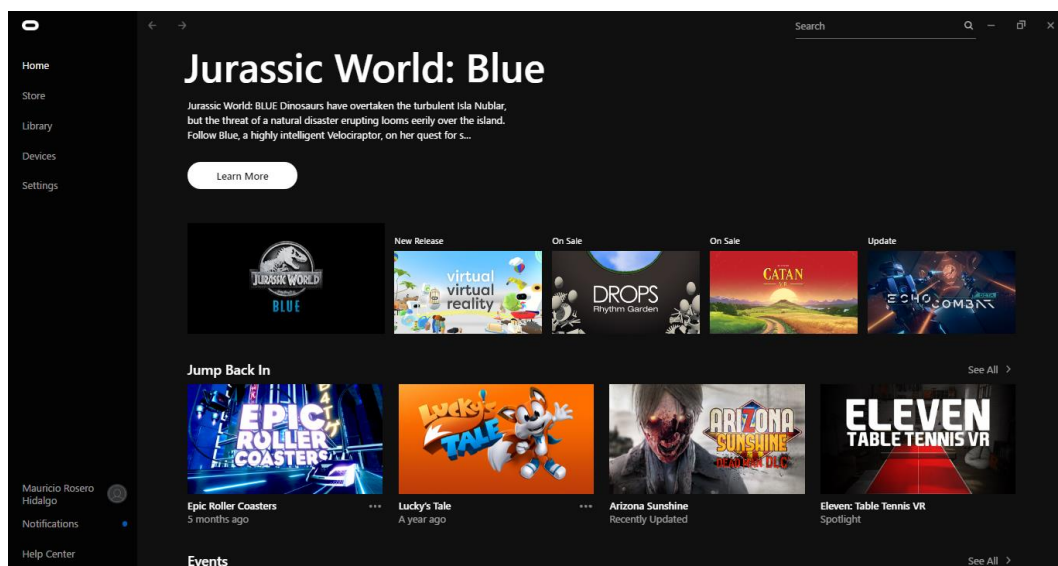 Search
Home
Store
Library
Devices
Settings
Mauricio Rosero
Hidalgo
Notifications
Help Center
Jurassic World: Blue
Jurassic World: BLUE Dinosaurs have overtaken the turbulent Isla Nublar,
but the threat of a natural disaster erupting looms eerily over the island.
Follow Blue, a highly intelligent Velociraptor, on her quest for s...
Learn More
JURASSIC WORLD
BLUE
New Release
virtual
virtual
reality
On Sale
DROPS
Rhythm Garden
On Sale
CATAN
VR
Update
ECHO COMBAT
Jump Back In
See All
EPIC
ROLLER
COASTERS
Epic Roller Coasters
5 months ago
LUCKY'S
TALE
Lucky's Tale
A year ago
ARIZONA
SUNSHINE
DEAD MAN DLC
Arizona Sunshine
Recently Updated
ELEVEN
TABLE TENNIS VR
Eleven: Table Tennis VR
Spotlight
Events
See All